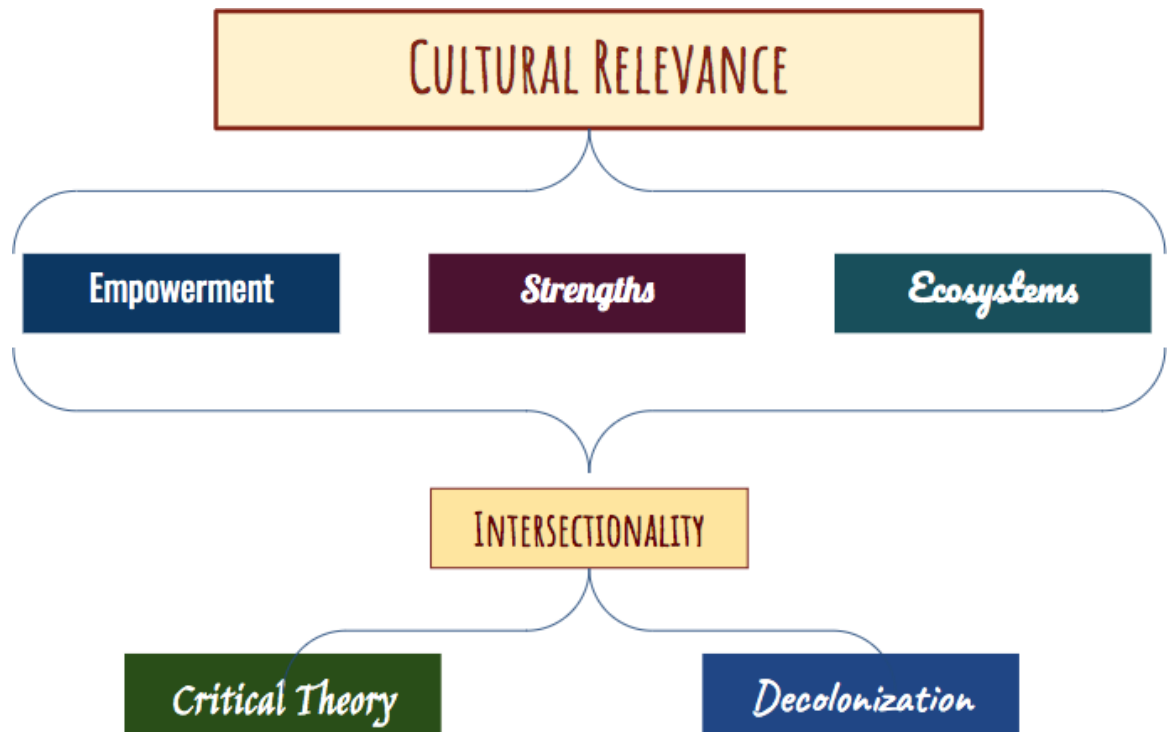 CULTURAL RELEVANCE
Empowerment
Strengths
Ecosystems
INTERSECTIONALITY
Critical Theory
Decolonization